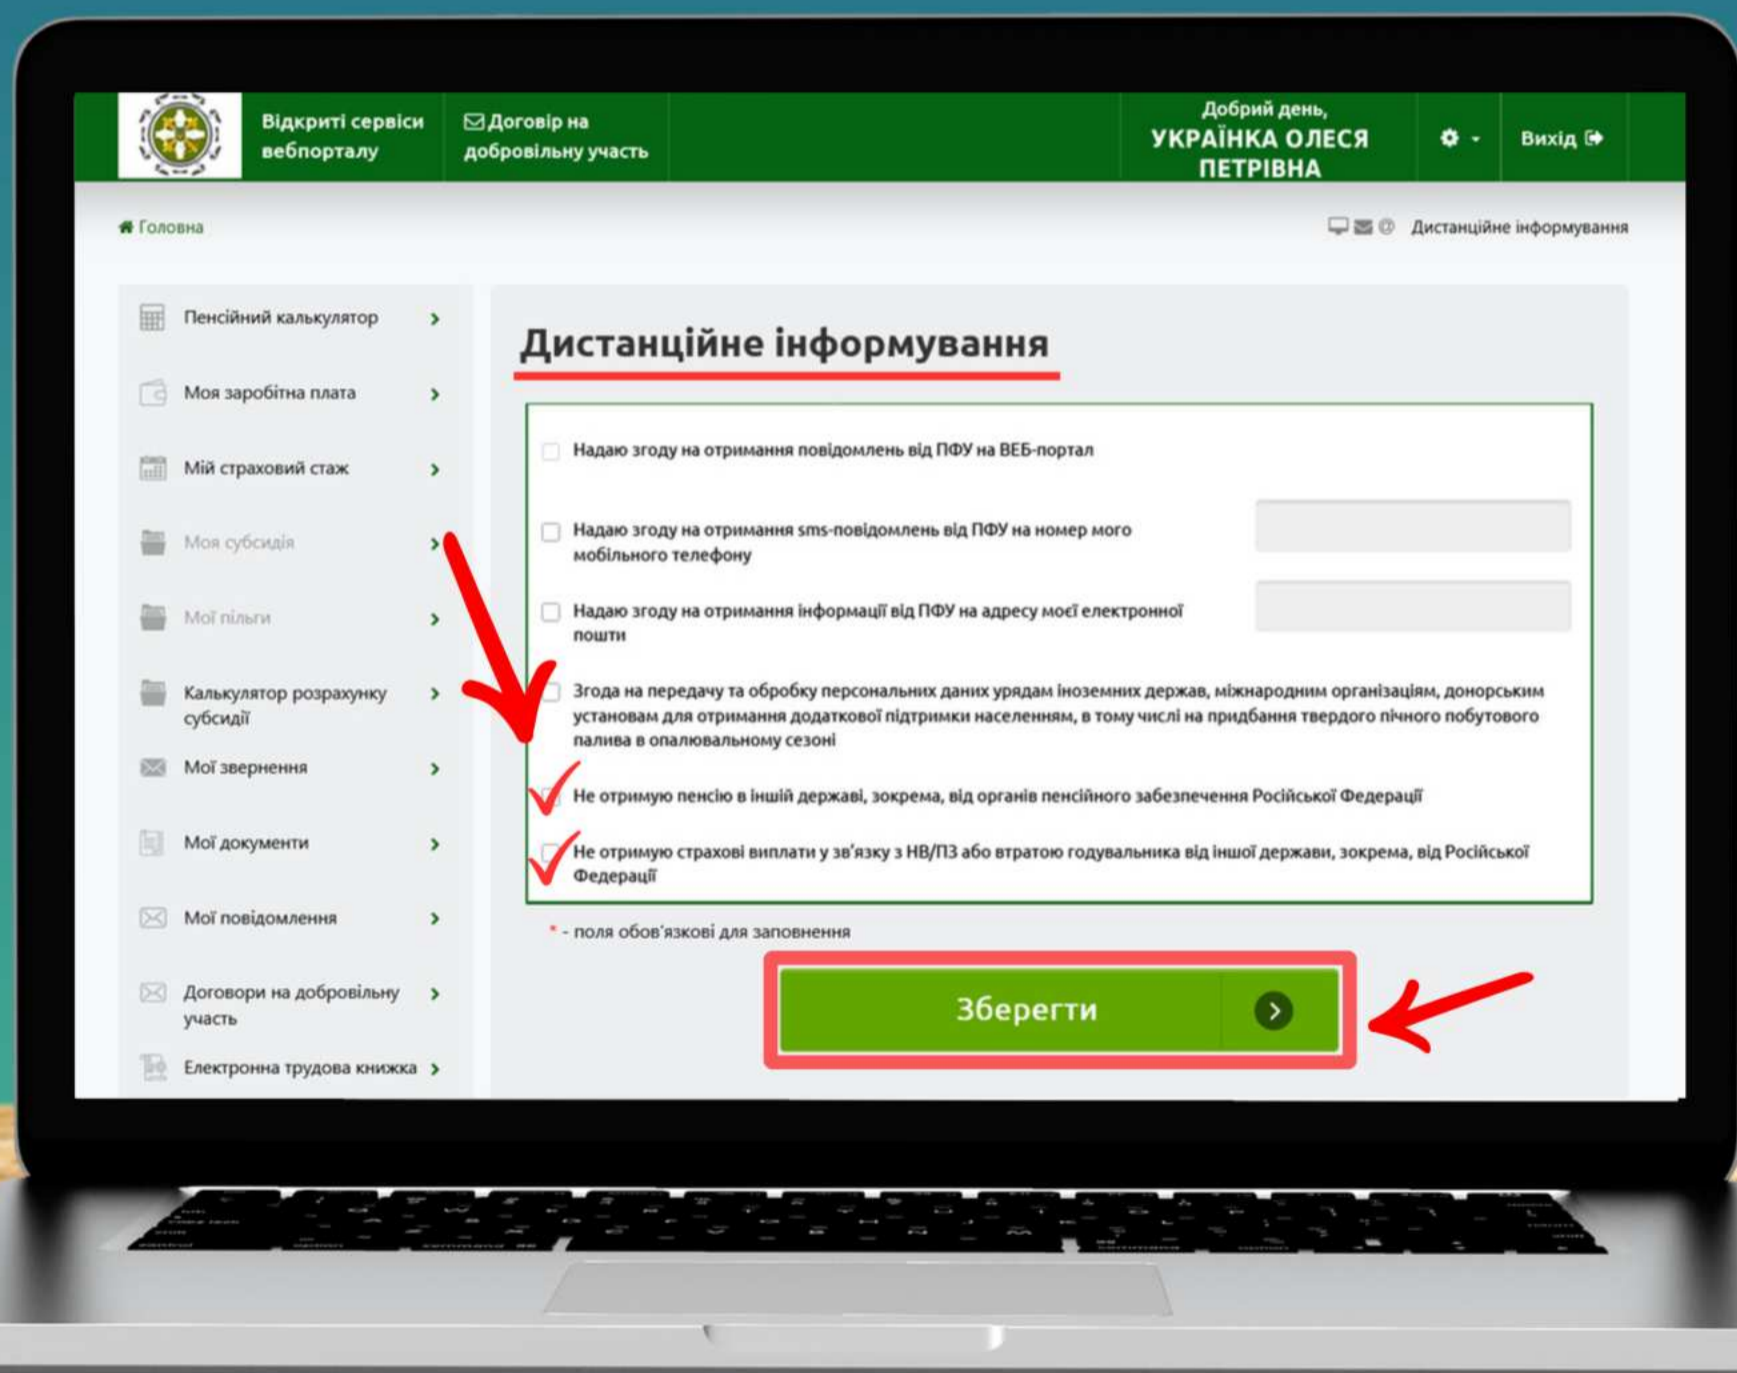 Відкриті сервіси
вебпорталу
Договір на
добровільну участь
Добрий день,
УКРАЇНКА ОЛЕСЯ
ПЕТРІВНА
Вихід
Головна
Дистанційне інформування
Пенсійний калькулятор
Моя заробітна плата
Мій страховий стаж
Моя субсидія
Мої пільги
Калькулятор розрахунку
субсидії
Мої звернення
Мої документи
Мої повідомлення
Договори на добровільну
участь
Електронна трудова книжка
Дистанційне інформування
Надаю згоду на отримання повідомлень від ПФУ на ВЕБ-портал
Надаю згоду на отримання sms-повідомлень від ПФУ на номер мого
мобільного телефону
Надаю згоду на отримання інформації від ПФУ на адресу моєї електронної
пошти
Згода на передачу та обробку персональних даних урядам іноземних держав, міжнародним організаціям, донорським
установам для отримання додаткової підтримки населенням, в тому числі на придбання твердого пічного побутового
палива в опалювальному сезоні
Не отримую пенсію в іншій державі, зокрема, від органів пенсійного забезпечення Російської Федерації
Не отримую страхові виплати у зв'язку з НВ/ПЗ або втратою годувальника від іншої держави, зокрема, від Російської
Федерації
* - поля обов'язкові для заповнення
Зберегти